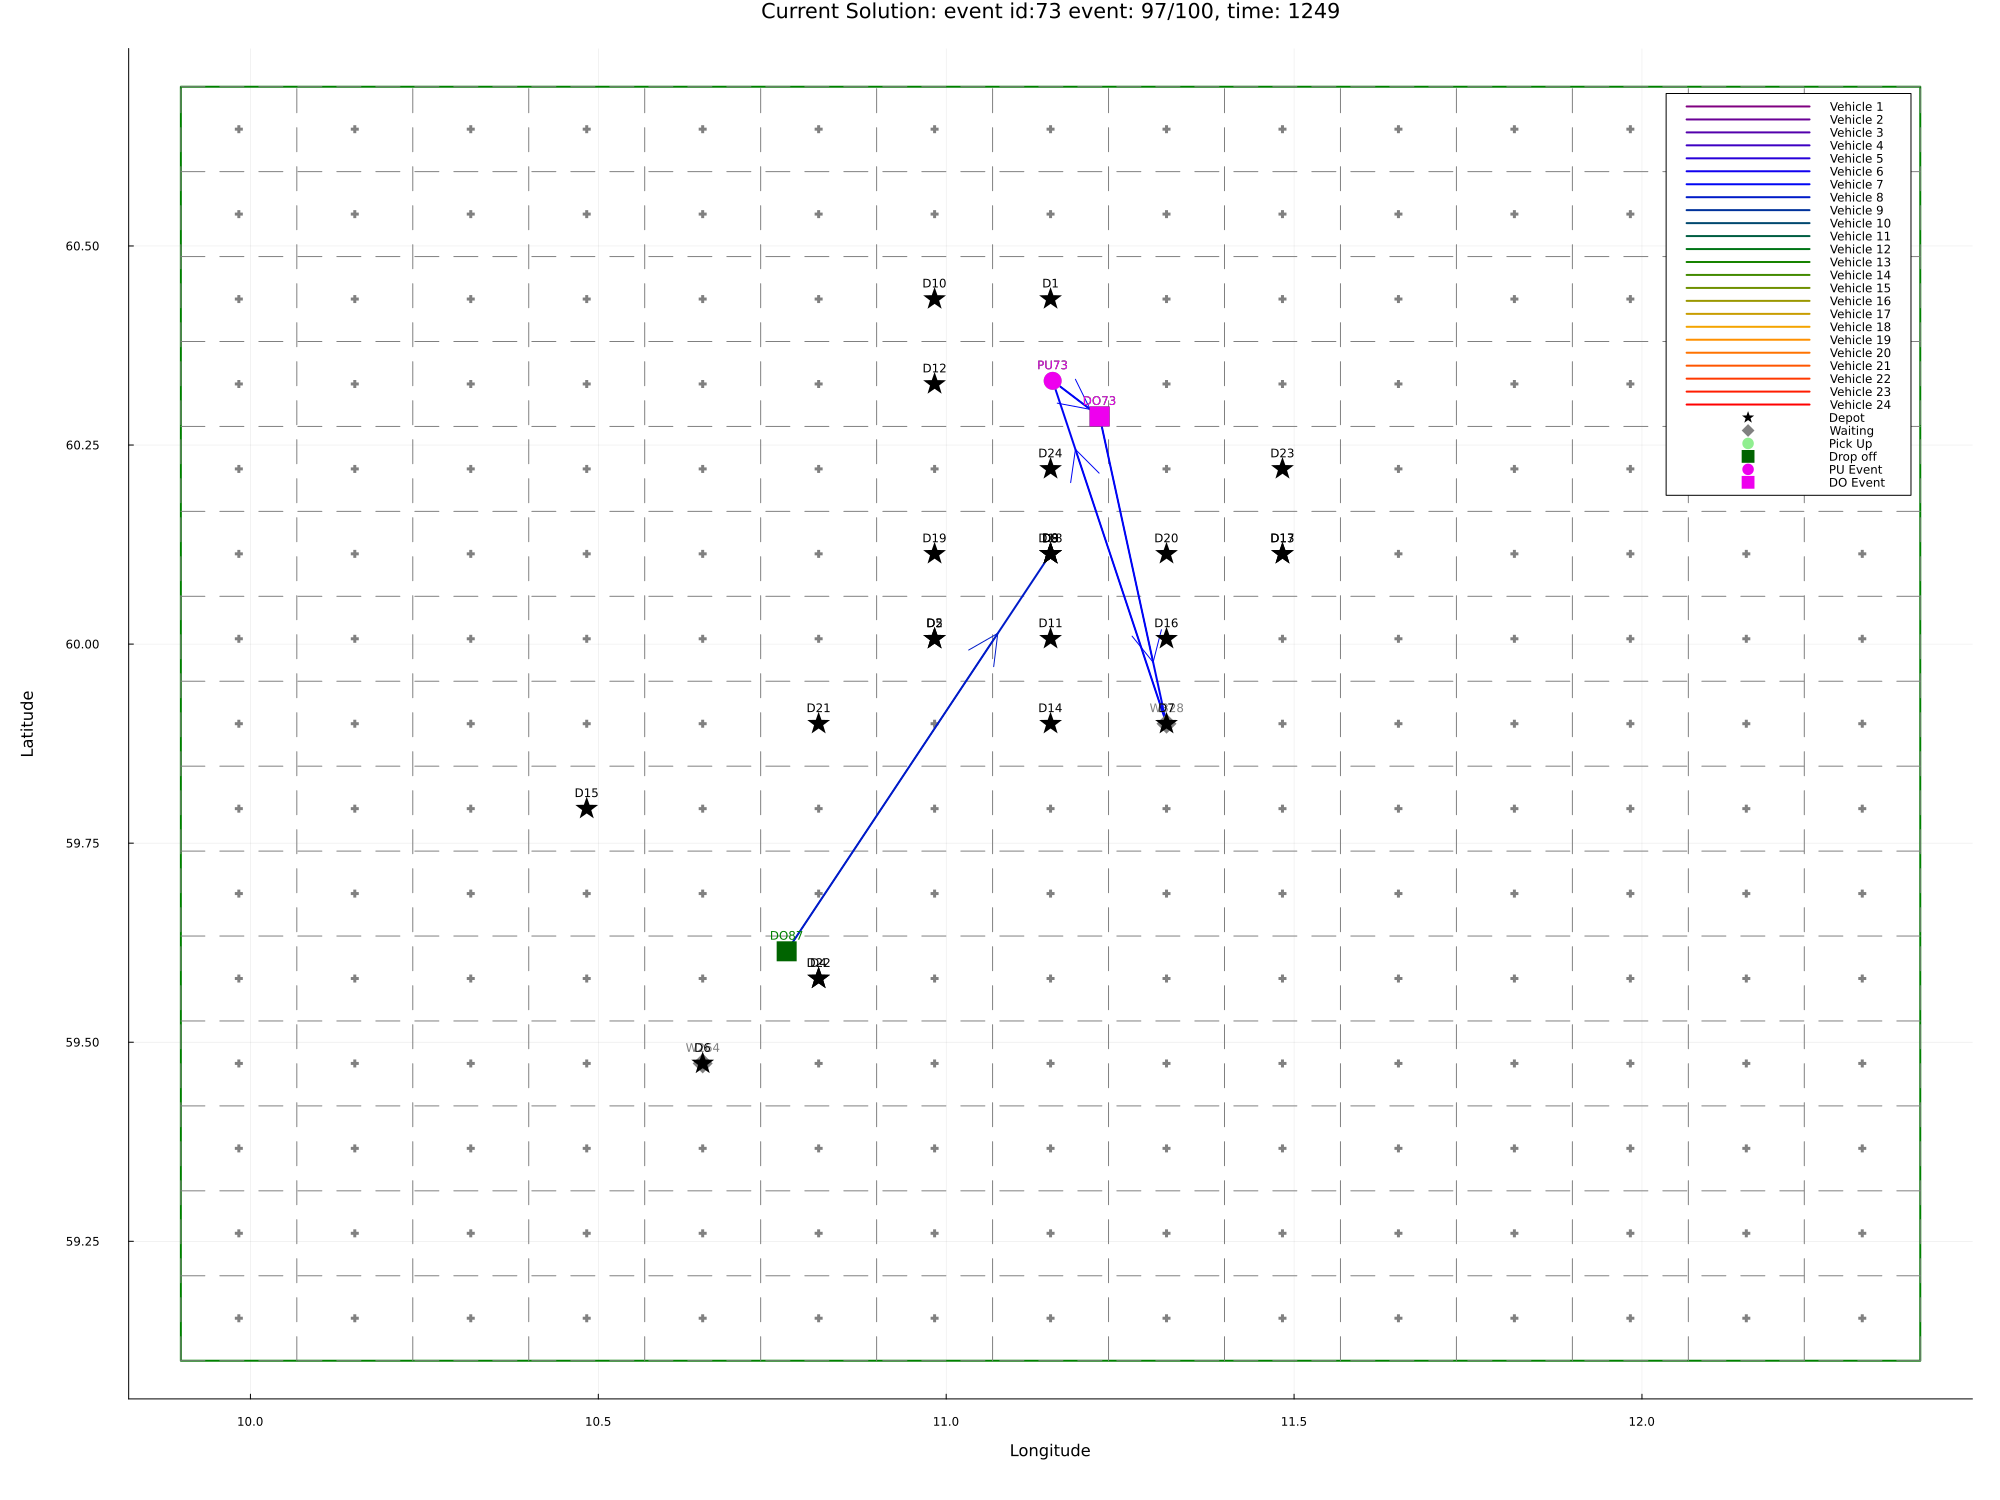 Current Solution: event id:73 event: 97/100, time: 1249
Vehicle 1
Vehicle 2
Vehicle 3
Vehicle 4
Vehicle 5
Vehicle 6
Vehicle 7
Vehicle 8
Vehicle 9
Vehicle 10
Vehicle 11
Vehicle 12
Vehicle 13
Vehicle 14
Vehicle 15
Vehicle 16
Vehicle 17
Vehicle 18
Vehicle 19
Vehicle 20
Vehicle 21
Vehicle 22
Vehicle 23
Vehicle 24
Depot
Waiting
Pick Up
Drop off
PU Event
DO Event
60.50
D10 D1
D12 PU73
DO73
60.25
D24 D23
D19 D20
60.00
D11 D16
D21 D14 D7
D15
59.75
DO87
D22
59.50
D6
59.25
10.0 10.5 11.0 11.5 12.0
Longitude
Latitude